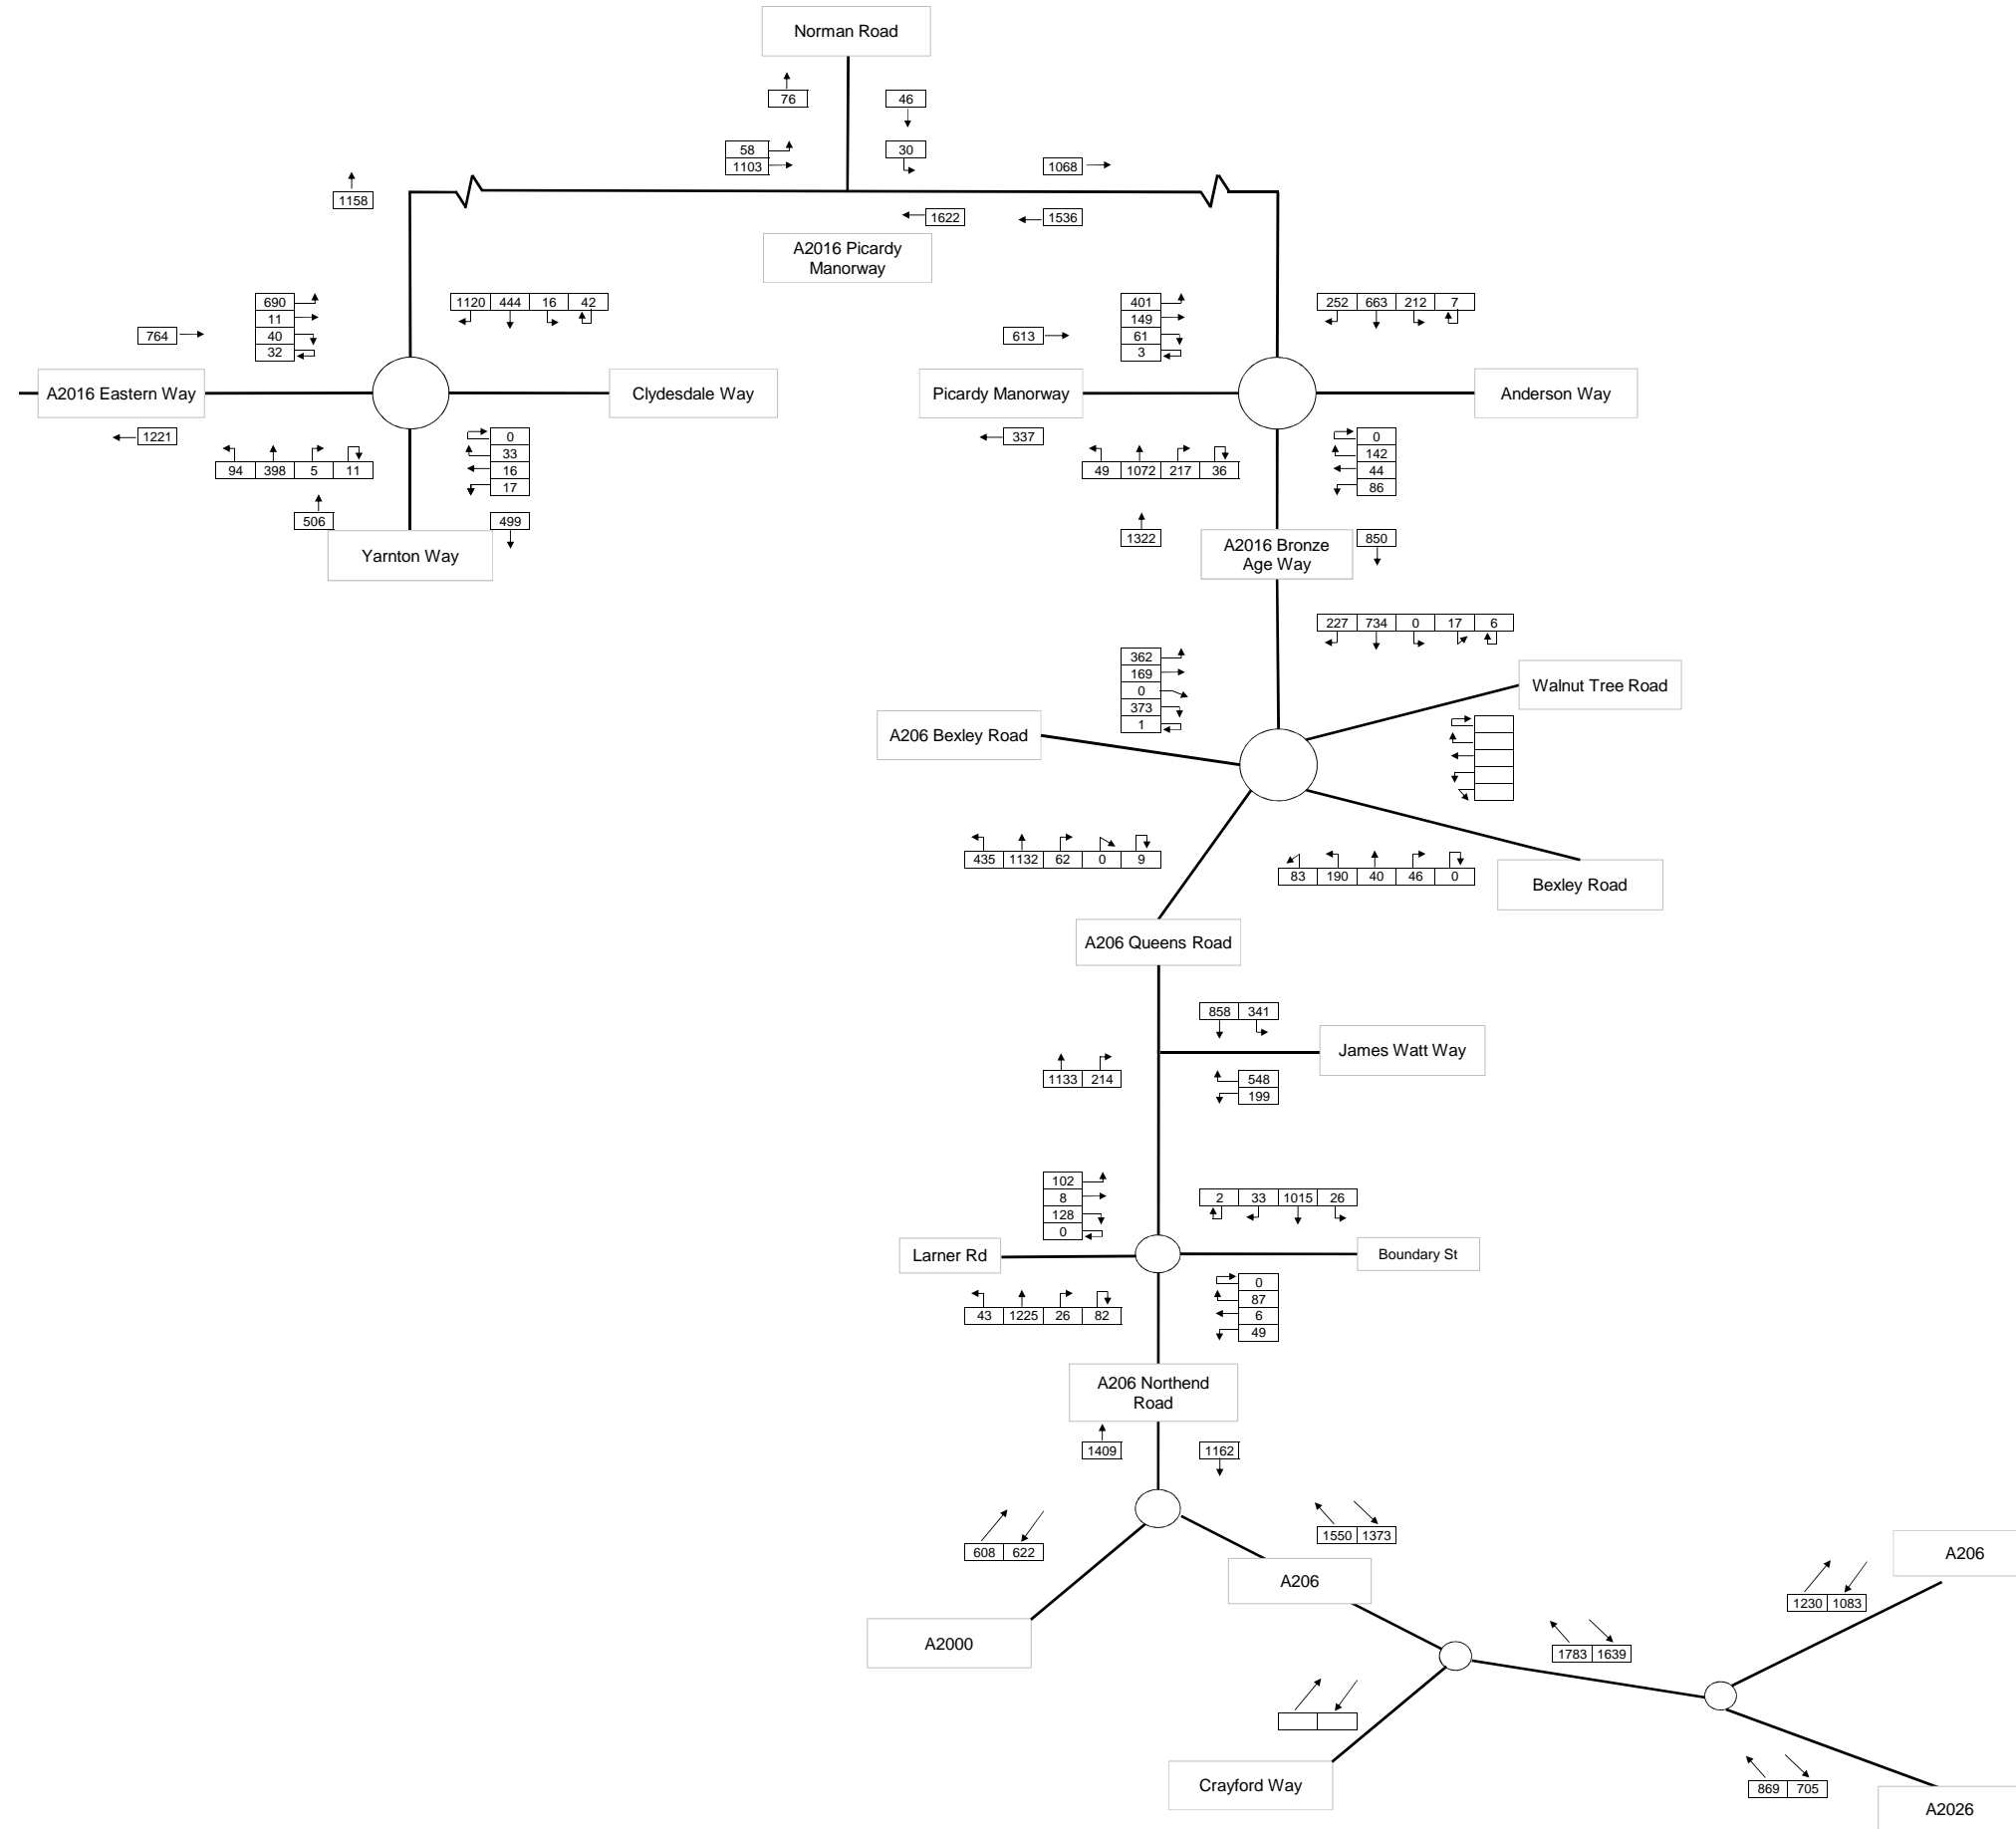 Norman Road
76
46
58
1103
30
1068
1158
1622
1536
A2016 Picardy
Manorway
690
11
40
32
1120 444 16 42
764
401
149
61
3
252 663 212 7
613
A2016 Eastern Way
Clydesdale Way
Picardy Manorway
Anderson Way
1221
94 398 5 11
0
33
16
17
337
49 1072 217 36
0
142
44
86
506
499
Yarnton Way
1322
A2016 Bronze
Age Way
850
227 734 0 17 6
362
169
0
373
1
Walnut Tree Road
A206 Bexley Road
435 1132 62 0 9
83 190 40 46 0
Bexley Road
A206 Queens Road
858 341
James Watt Way
1133 214
548
199
102
8
128
0
2 33 1015 26
Larner Rd
Boundary St
43 1225 26 82
0
87
6
49
A206 Northend
Road
1409
1162
608 622
1550 1373
A206
A206
1230 1083
A2000
1783 1639
Crayford Way
869 705
A2026